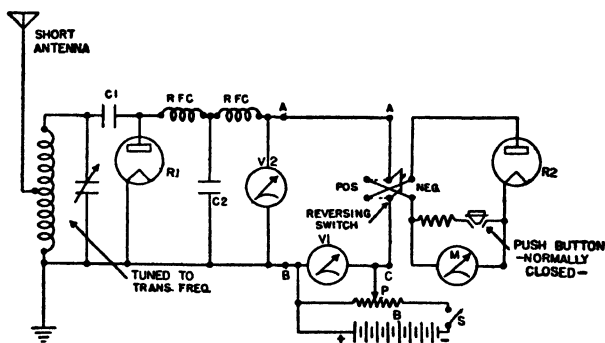 SHORT
ANTENNA
C1
RFC
RFC
A
A
R1
C2
V2
POS
NEG.
R2
REVERSING
SWITCH
V1
M
PUSH BUTTON
-NORMALLY
CLOSED-
TUNED TO
TRANS. FREQ.
B
C
P
B
S
+
-